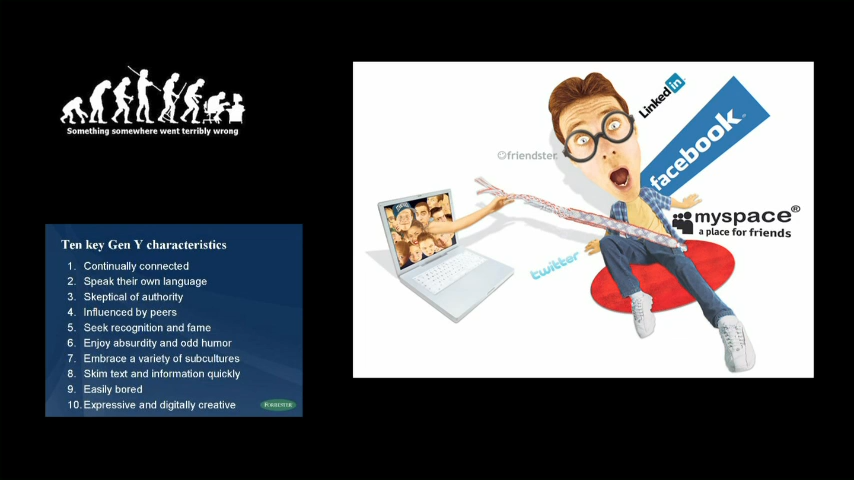 Something somewhere went terribly wrong
Ten key Gen Y characteristics
1. Continually connected
2. Speak their own language
3. Skeptical of authority
4. Influenced by peers
5. Seek recognition and fame
6. Enjoy absurdity and odd humor
7. Embrace a variety of subcultures
8. Skim text and information quickly
9. Easily bored
10. Expressive and digitally creative
FORRESTER
Linked in
facebook
friendster
myspace®
a place for friends
twitter